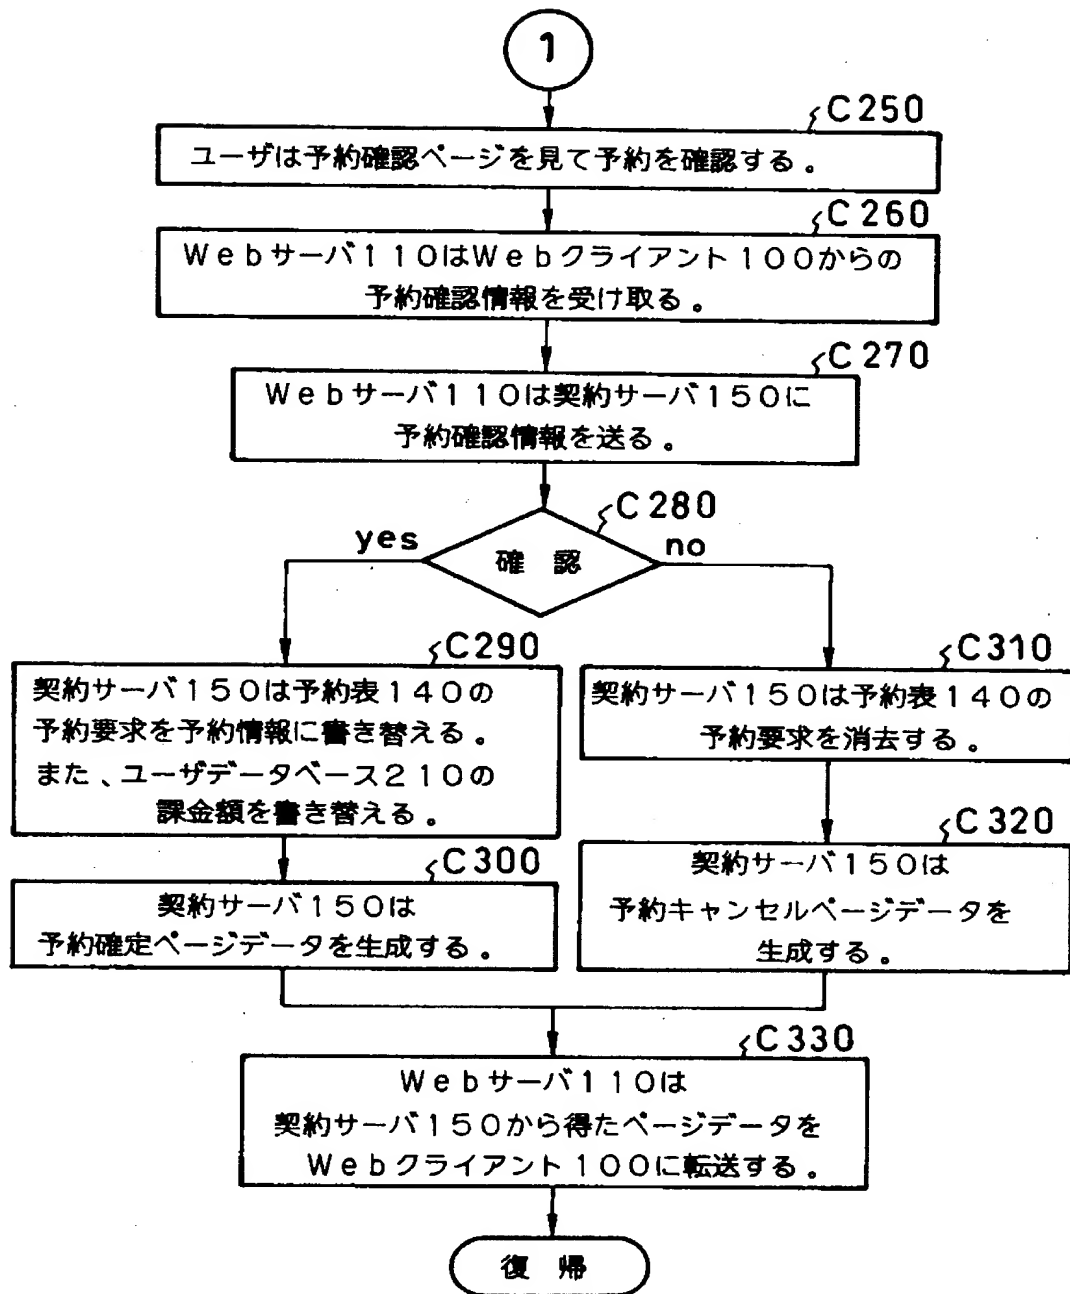 1
C250
ユーザは予約確認ページを見て予約を確認する。
C260
Webサーバ110はWebクライアント100からの
予約確認情報を受け取る。
C270
Webサーバ110は契約サーバ150に
予約確認情報を送る。
C280
yes
確 認
no
C290
契約サーバ150は予約表140の
予約要求を予約情報に書き替える。
また、ユーザデータベース210の
課金額を書き替える。
C310
契約サーバ150は予約表140の
予約要求を消去する。
C300
契約サーバ150は
予約確定ページデータを生成する。
C320
契約サーバ150は
予約キャンセルページデータを
生成する。
C330
Webサーバ110は
契約サーバ150から得たページデータを
Webクライアント100に転送する。
復 帰